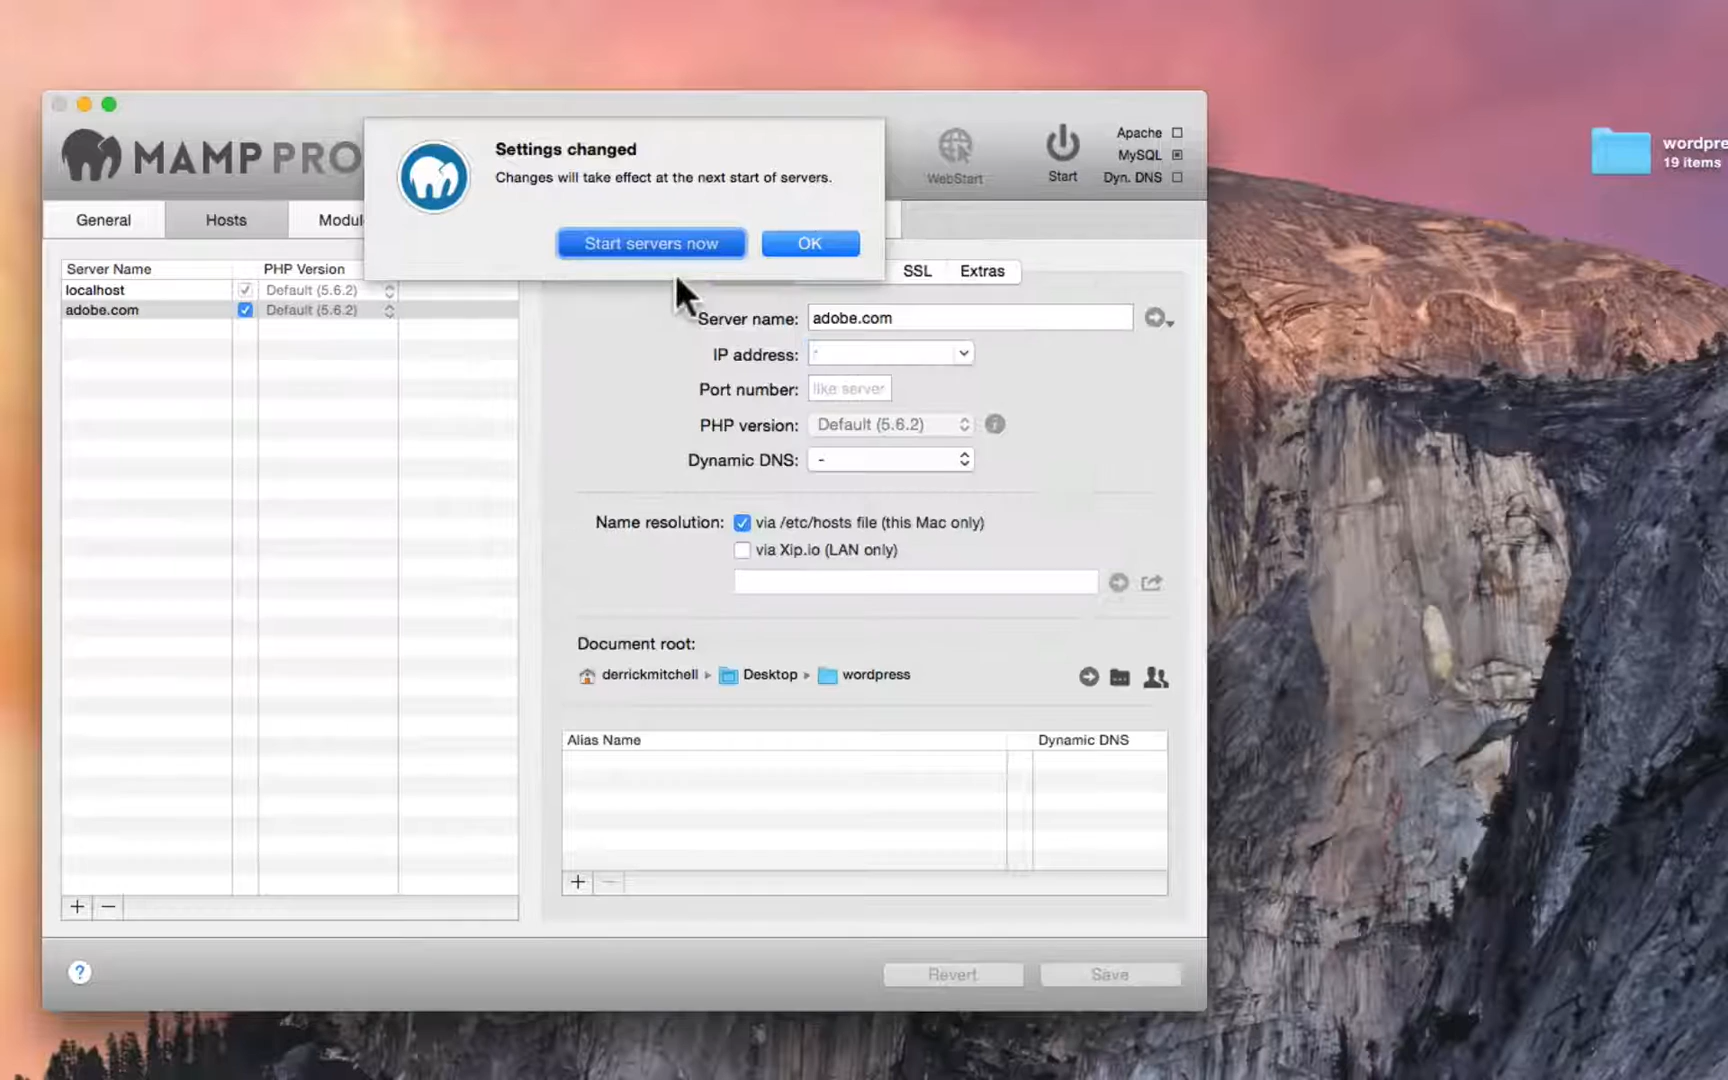 MAMP PRO
Settings changed
Changes will take effect at the next start of servers.
Start servers now
OK
WebStart
Start
Apache
MySQL
Dyn. DNS
General
Hosts
Modul
SSL
Extras
Server Name
PHP Version
localhost
Default (5.6.2)
adobe.com
Default (5.6.2)
Server name:
adobe.com
IP address:
Port number:
like server
PHP version:
Default (5.6.2)
Dynamic DNS:
-
Name resolution:
via /etc/hosts file (this Mac only)
via Xip.io (LAN only)
Document root:
derrickmitchell
Desktop
wordpress
Alias Name
Dynamic DNS
+
+ −
?
Revert
Save
wordpre
19 items